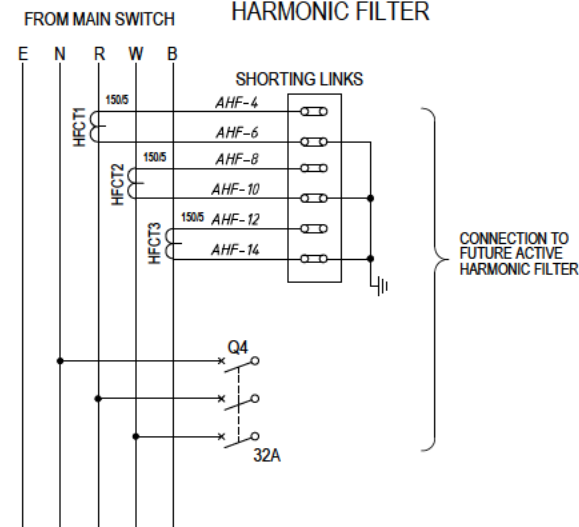 HARMONIC FILTER
FROM MAIN SWITCH
E N R W B
SHORTING LINKS
150/5 AHF-4
HFCT1
AHF-6
150/5 AHF-8
HFCT2
AHF-10
150/5 AHF-12
HFCT3
AHF-14
CONNECTION TO
FUTURE ACTIVE
HARMONIC FILTER
Q4
32A